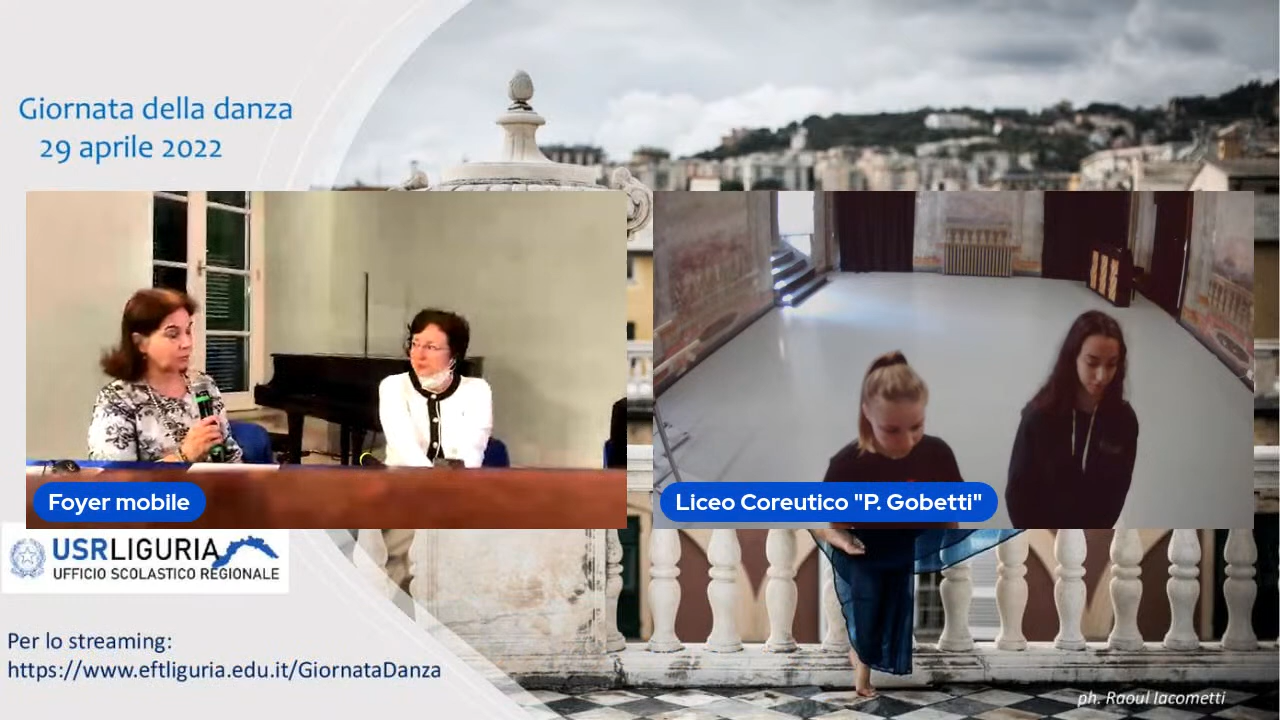 Giornata della danza
29 aprile 2022
Foyer mobile
Liceo Coreutico "P. Gobetti"
USRLIGURIA
UFFICIO SCOLASTICO REGIONALE
Per lo streaming:
https://www.eftliguria.edu.it/GiornataDanza
ph. Raoul Iacometti